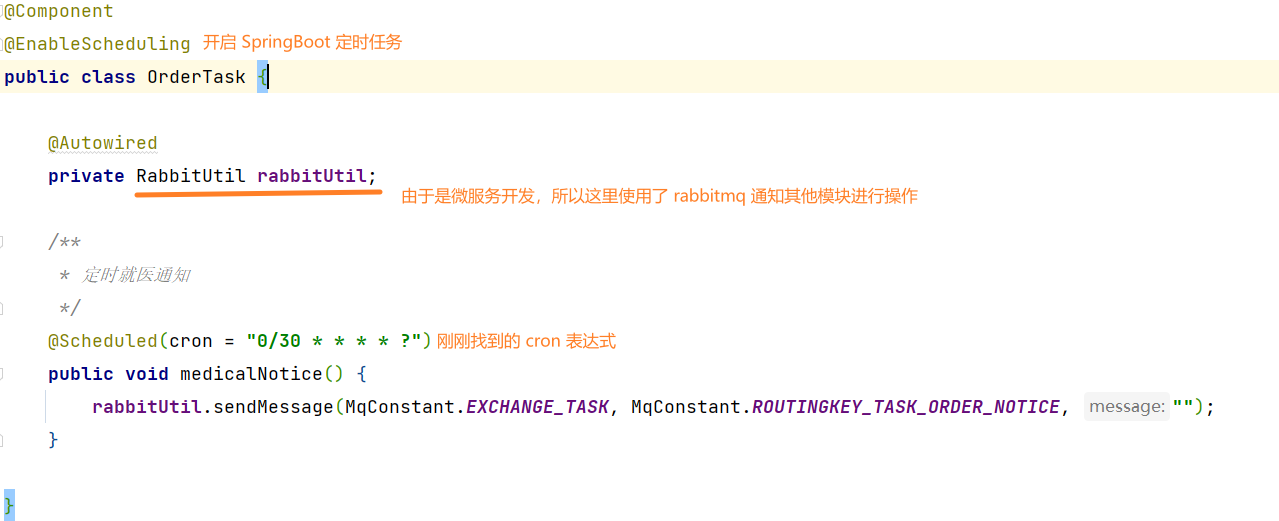 @Component
@EnableScheduling 开启 SpringBoot 定时任务
public class OrderTask {
@Autowired
private RabbitUtil rabbitUtil;
由于是微服务开发，所以这里使用了 rabbitmq 通知其他模块进行操作
/**
* 定时就医通知
*/
@Scheduled(cron = "0/30 * * * * ?") 刚刚找到的 cron 表达式
public void medicalNotice() {
rabbitUtil.sendMessage(MqConstant.EXCHANGE_TASK, MqConstant.ROUTINGKEY_TASK_ORDER_NOTICE, message: "");
}
}